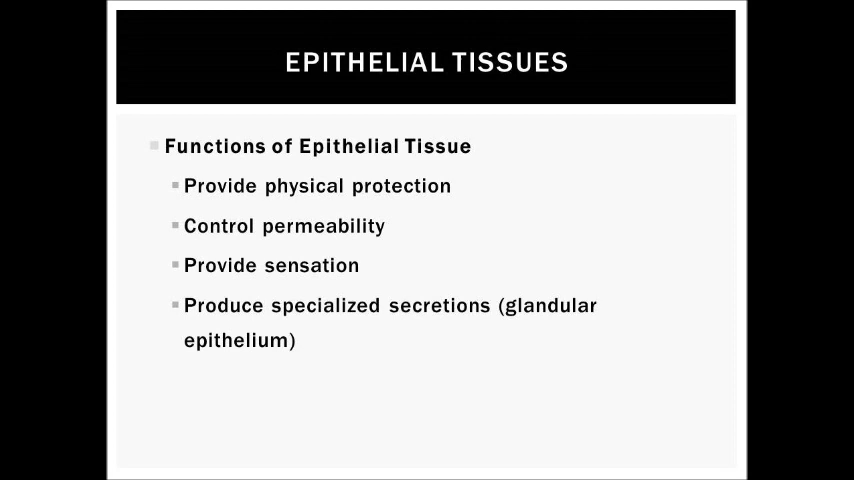 EPITHELIAL TISSUES
Functions of Epithelial Tissue
Provide physical protection
Control permeability
Provide sensation
Produce specialized secretions (glandular
epithelium)